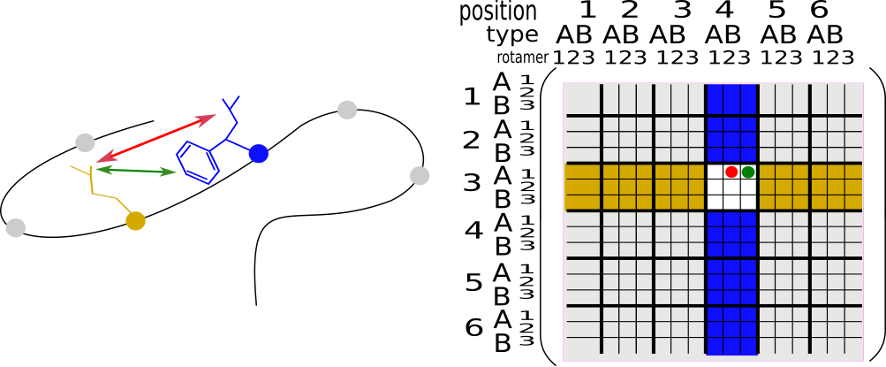 position 1 2 3 4 5 6
type AB AB AB AB AB AB
rotamer 123 123 123 123 123 123
1 A 1
2
B 3
2 A 1
2
B 3
3 A 1
2
B 3
4 A 1
2
B 3
5 A 1
2
B 3
6 A 1
2
B 3